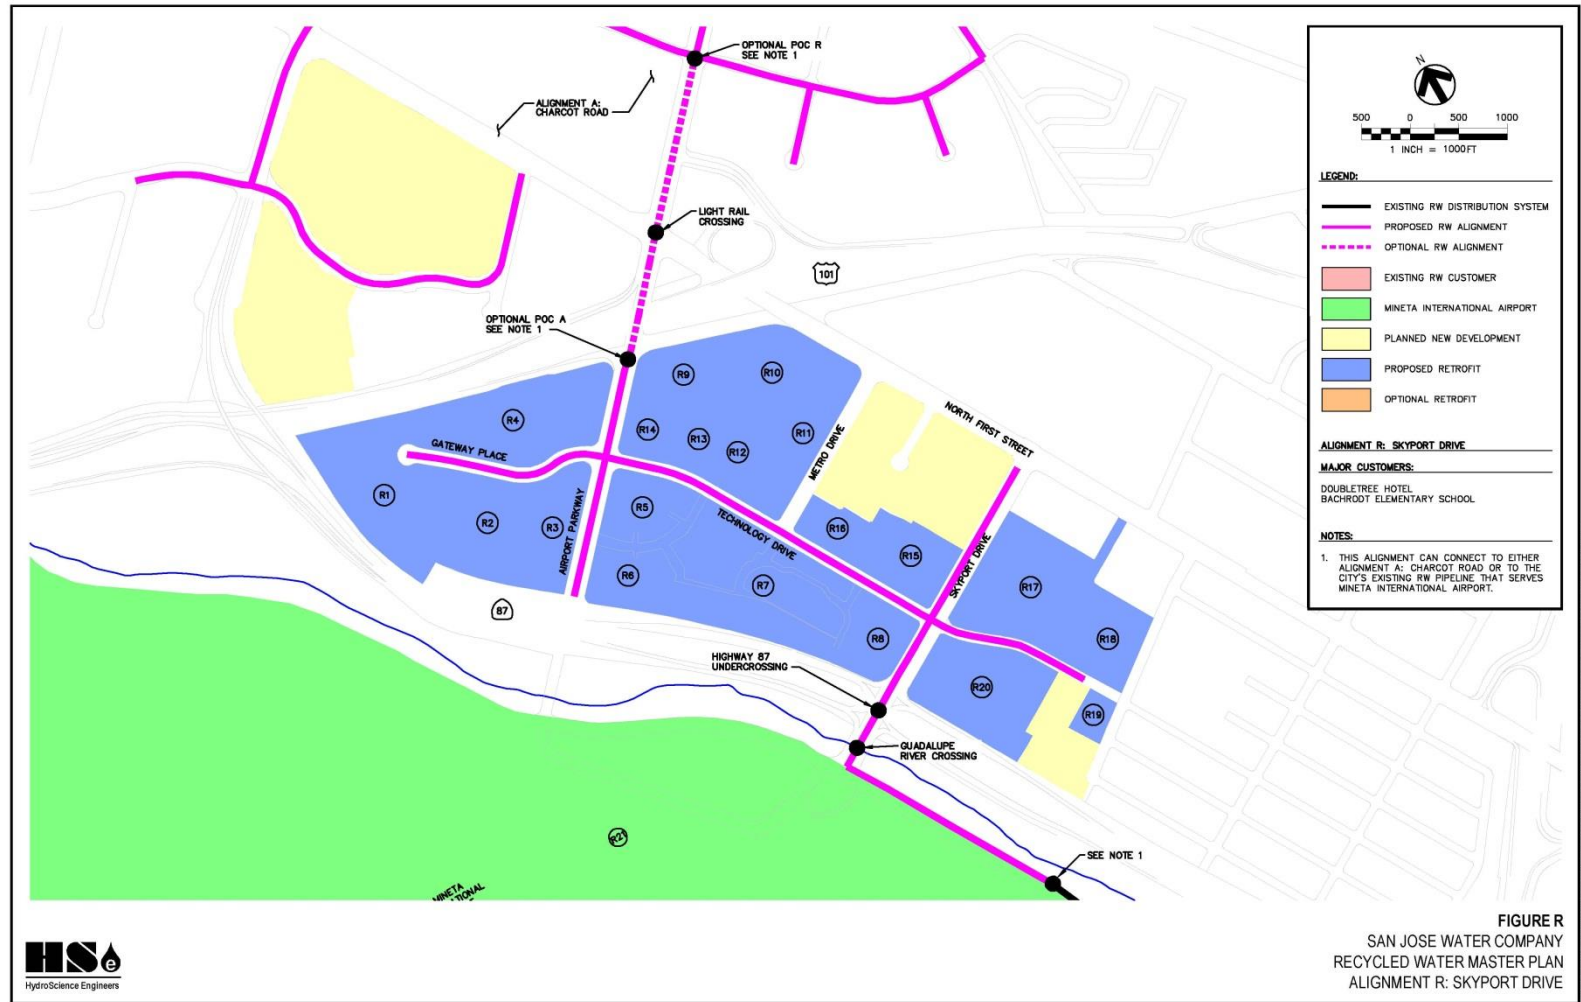 OPTIONAL POC R
SEE NOTE 1
ALIGNMENT A:
CHARCOT ROAD
LIGHT RAIL
CROSSING
101
OPTIONAL POC A
SEE NOTE 1
R9
R10
R4
R14
R13
R12
R11
METRO DRIVE
NORTH FIRST STREET
GATEWAY PLACE
R1
R2
R3
R5
R6
AIRPORT PARKWAY
TECHNOLOGY DRIVE
R7
R8
R16
R15
SKYPORT DRIVE
R17
R18
R19
R20
87
HIGHWAY 87
UNDERCROSSING
GUADALUPE
RIVER CROSSING
R21
SEE NOTE 1
MINETA
N
500 0 500 1000
1 INCH = 1000FT
LEGEND:
EXISTING RW DISTRIBUTION SYSTEM
PROPOSED RW ALIGNMENT
OPTIONAL RW ALIGNMENT
EXISTING RW CUSTOMER
MINETA INTERNATIONAL AIRPORT
PLANNED NEW DEVELOPMENT
PROPOSED RETROFIT
OPTIONAL RETROFIT
ALIGNMENT R: SKYPORT DRIVE
MAJOR CUSTOMERS:
DOUBLETREE HOTEL
BACHRODT ELEMENTARY SCHOOL
NOTES:
1. THIS ALIGNMENT CAN CONNECT TO EITHER
ALIGNMENT A: CHARCOT ROAD OR TO THE
CITY'S EXISTING RW PIPELINE THAT SERVES
MINETA INTERNATIONAL AIRPORT.
HSe
HydroScience Engineers
FIGURE R
SAN JOSE WATER COMPANY
RECYCLED WATER MASTER PLAN
ALIGNMENT R: SKYPORT DRIVE